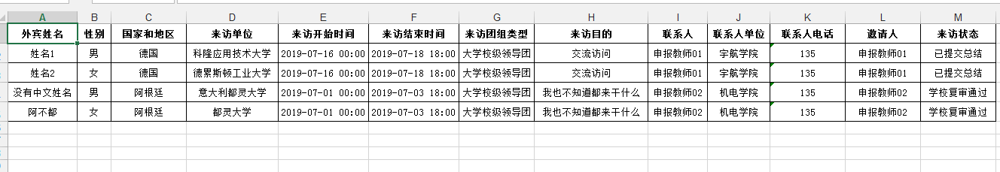 A B C D E F G H I J K L M
外宾姓名 性别 国家和地区 来访单位 来访开始时间 来访结束时间 来访团组类型 来访目的 联系人 联系人单位 联系人电话 邀请人 来访状态
姓名1 男 德国 科隆应用技术大学 2019-07-16 00:00 2019-07-18 18:00 大学校级领导团 交流访问 申报教师01 宇航学院 135 申报教师01 已提交总结
姓名2 女 德国 德累斯顿工业大学 2019-07-16 00:00 2019-07-18 18:00 大学校级领导团 交流访问 申报教师01 宇航学院 135 申报教师01 已提交总结
没有中文姓名 男 阿根廷 意大利都灵大学 2019-07-01 00:00 2019-07-03 18:00 大学校级领导团 我也不知道都来干什么 申报教师02 机电学院 135 申报教师02 学校复审通过
阿不都 女 阿根廷 都灵大学 2019-07-01 00:00 2019-07-03 18:00 大学校级领导团 我也不知道都来干什么 申报教师02 机电学院 135 申报教师02 学校复审通过